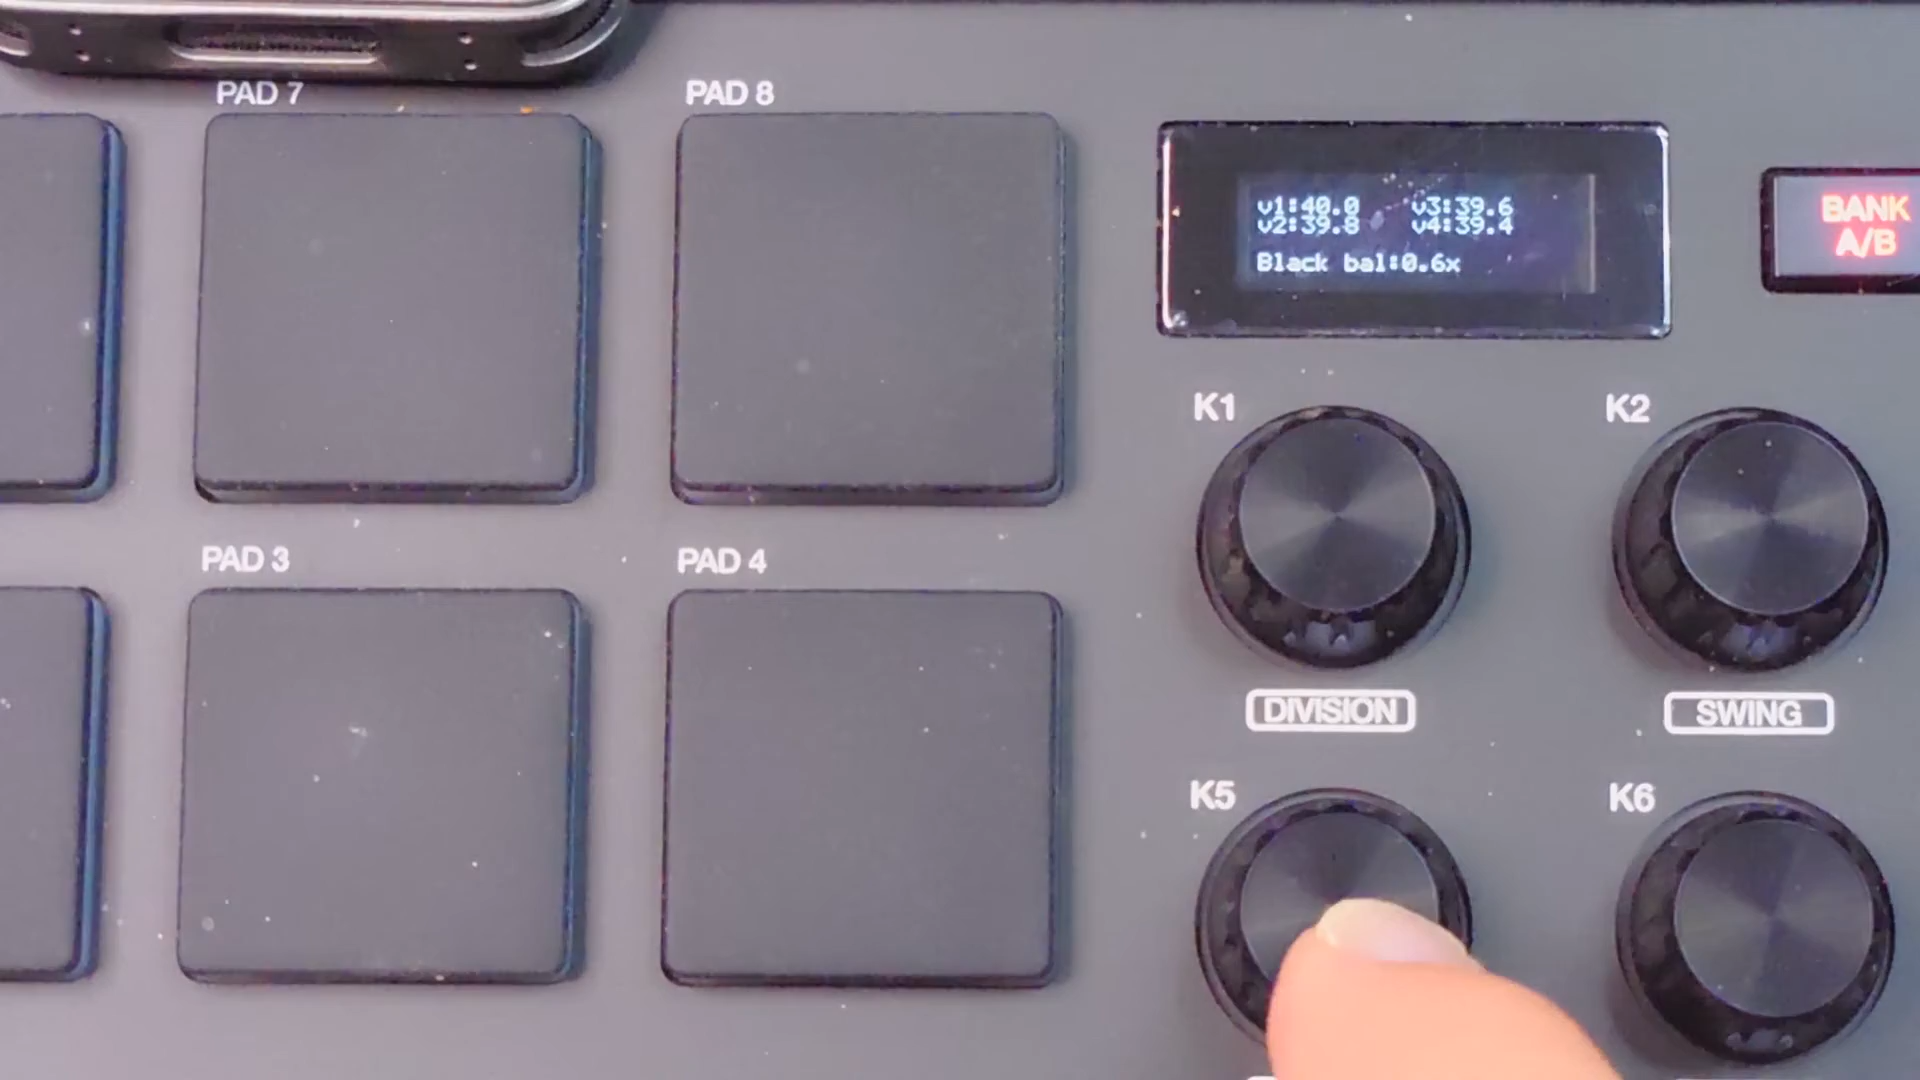 PAD 7
PAD 8
v1:40.0 v3:39.6
v2:39.8 v4:39.4
Black bal:0.6x
BANK
A/B
K1
K2
PAD 3
PAD 4
DIVISION
SWING
K5
K6